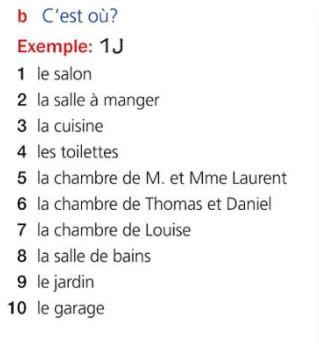 b C'est où?
Exemple: 1J
1 le salon
2 la salle à manger
3 la cuisine
4 les toilettes
5 la chambre de M. et Mme Laurent
6 la chambre de Thomas et Daniel
7 la chambre de Louise
8 la salle de bains
9 le jardin
10 le garage